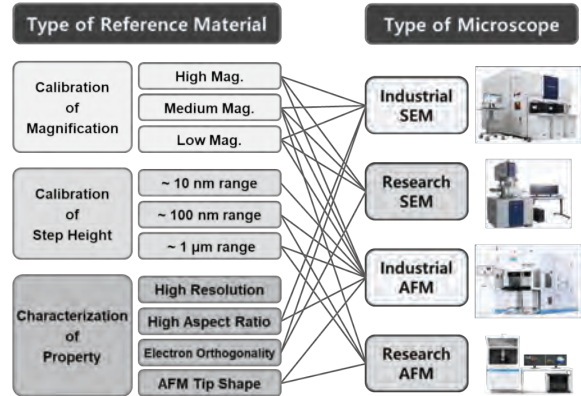 Type of Reference Material
Type of Microscope
Calibration
of
Magnification
High Mag.
Medium Mag.
Low Mag.
Calibration
of
Step Height
~ 10 nm range
~ 100 nm range
~ 1 μm range
Characterization
of
Property
High Resolution
High Aspect Ratio
Electron Orthogonality
AFM Tip Shape
Industrial
SEM
Research
SEM
Industrial
AFM
Research
AFM